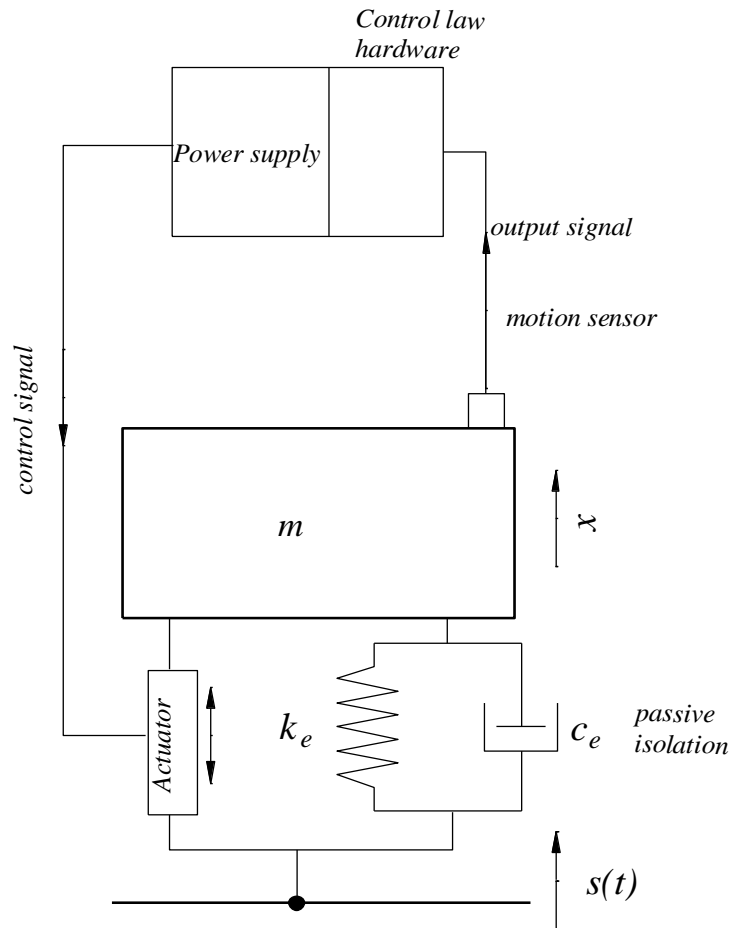 Control law
hardware
Power supply
output signal
motion sensor
control signal
m
x
Actuator
k_e
c_e
passive
isolation
s(t)